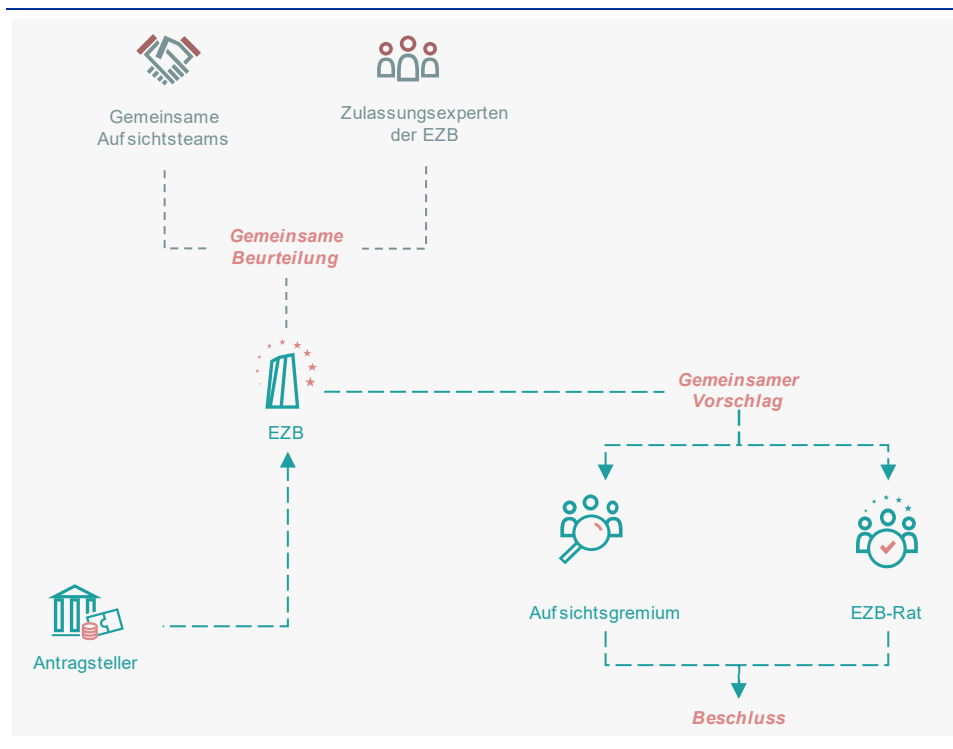 Gemeinsame
Aufsichtsteams
Zulassungsexperten
der EZB
Gemeinsame
Beurteilung
EZB
Gemeinsamer
Vorschlag
Aufsichtsgremium
EZB-Rat
Antragsteller
Beschluss